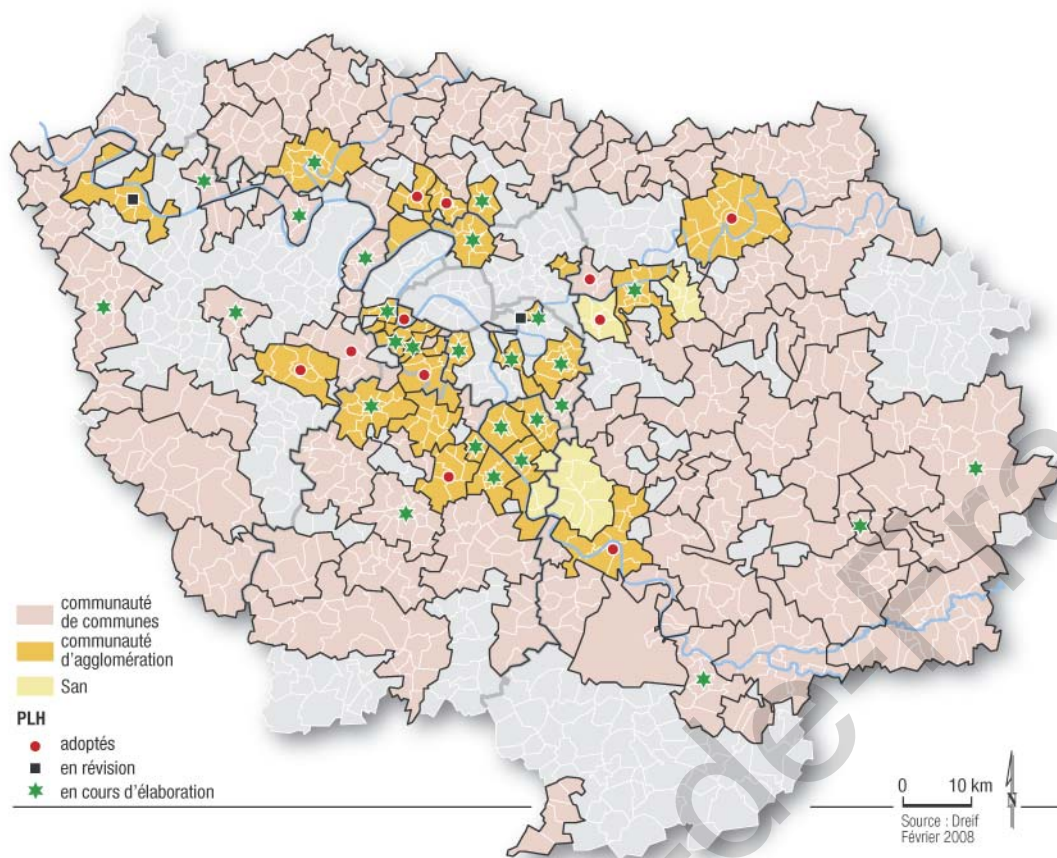 communauté
de communes
communauté
d'agglomération
San
PLH
adoptés
en révision
en cours d'élaboration
0 10 km
N
Source : Dreif
Février 2008